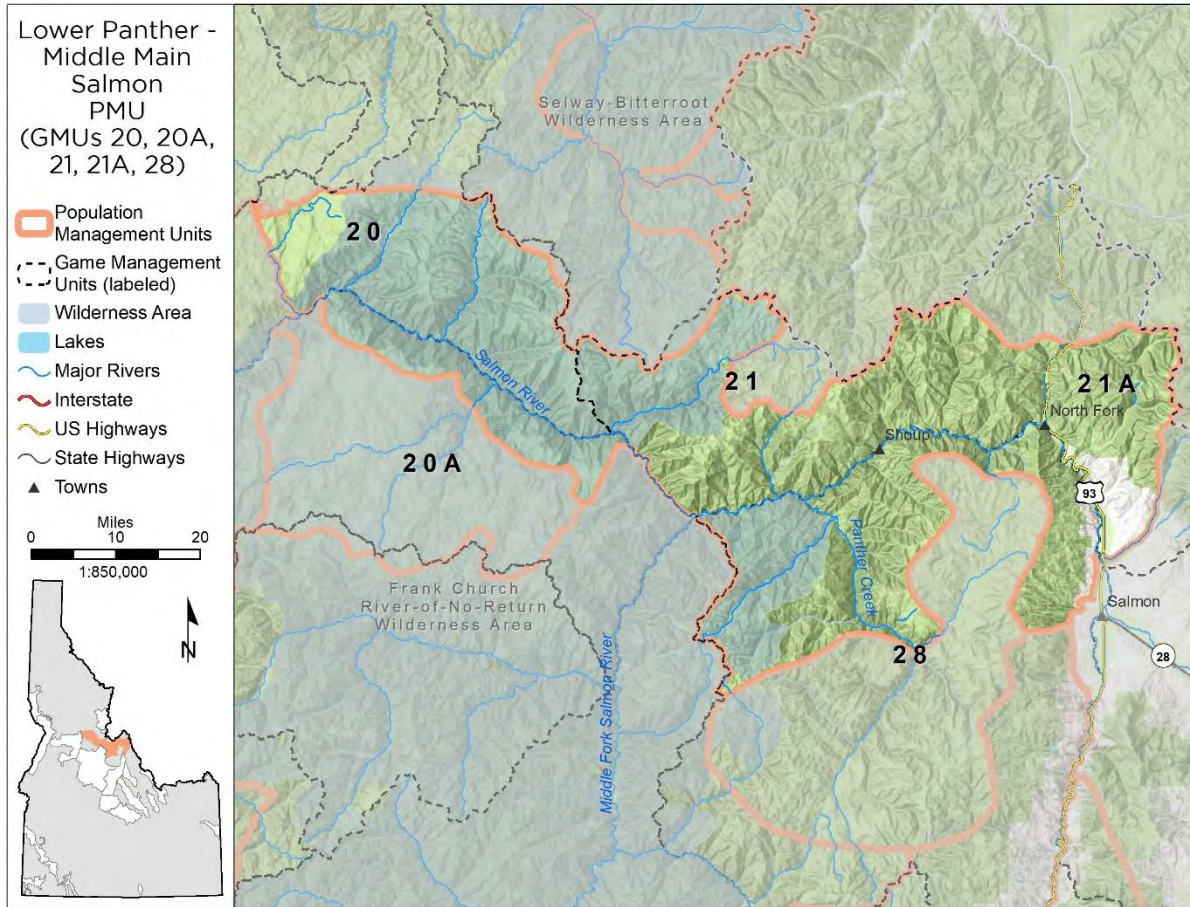 Lower Panther -
Middle Main
Salmon
PMU
(GMUs 20, 20A,
21, 21A, 28)
Population
Management Units
Game Management
Units (labeled)
Wilderness Area
Lakes
Major Rivers
Interstate
US Highways
State Highways
Towns
Miles
0 10 20
1:850,000
N
Selway-Bitterroot
Wilderness Area
20
21
21A
North Fork
Shoup
Salmon River
20A
93
Panther Creek
Frank Church
River-of-No-Return
Wilderness Area
Salmon
28
28
Middle Fork Salmon River